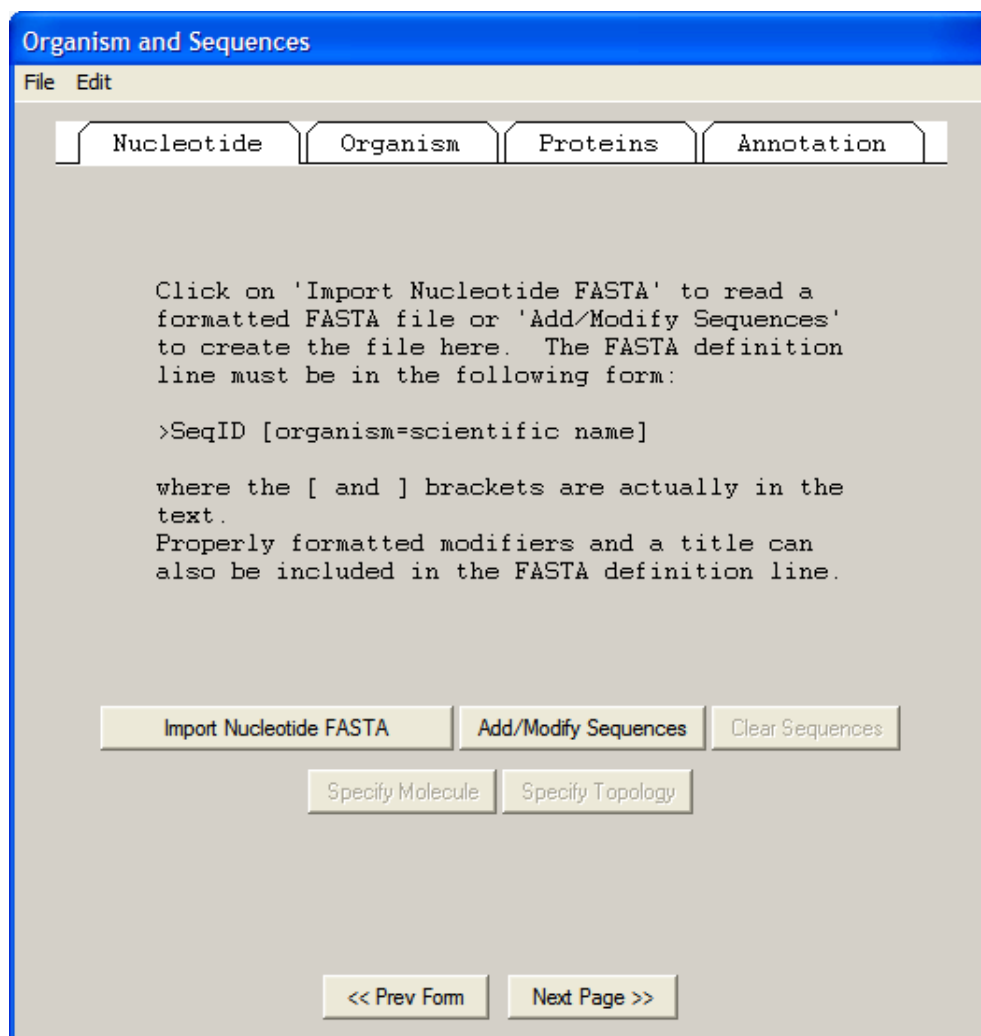 Organism and Sequences
File Edit
Nucleotide Organism Proteins Annotation
Click on 'Import Nucleotide FASTA' to read a
formatted FASTA file or 'Add/Modify Sequences'
to create the file here. The FASTA definition
line must be in the following form:
>SeqID [organism=scientific name]
where the [ and ] brackets are actually in the
text.
Properly formatted modifiers and a title can
also be included in the FASTA definition line.
Import Nucleotide FASTA Add/Modify Sequences Clear Sequences
Specify Molecule Specify Topology
<< Prev Form Next Page >>